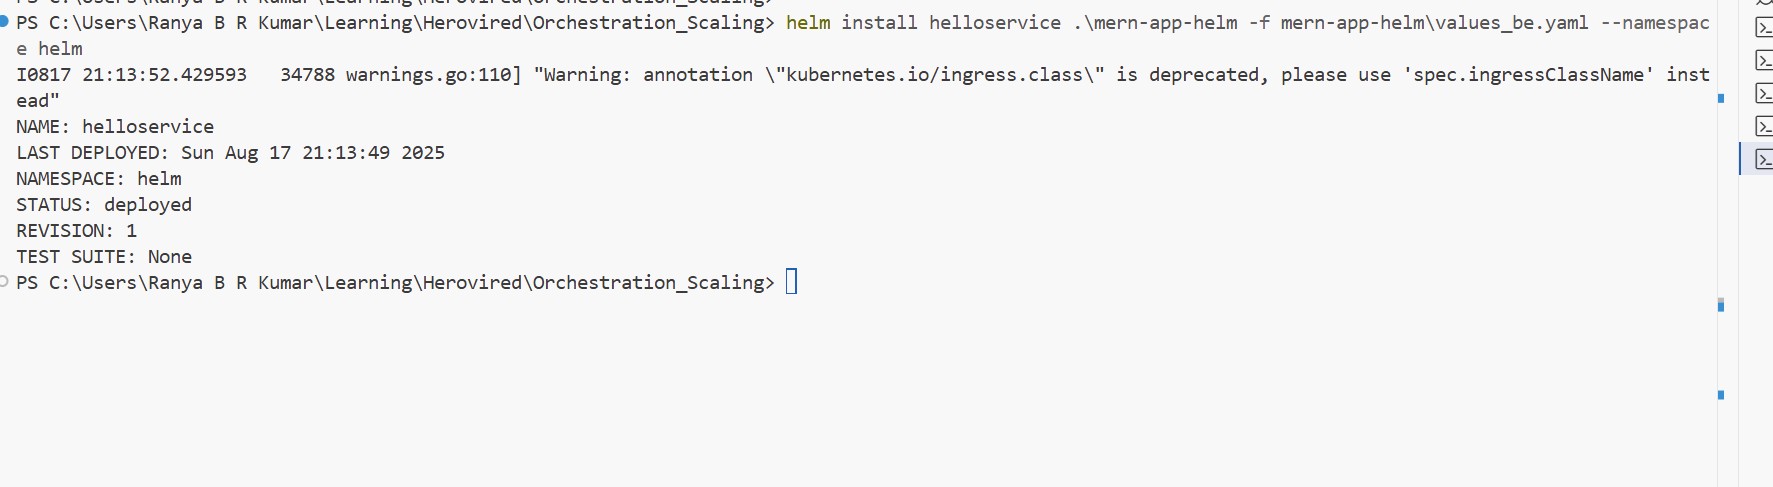 PS C:\Users\Ranya B R Kumar\Learning\Herovired\Orchestration_Scaling>
PS C:\Users\Ranya B R Kumar\Learning\Herovired\Orchestration_Scaling> helm install helloservice .\mern-app-helm -f mern-app-helm\values_be.yaml --namespac
e helm
I0817 21:13:52.429593   34788 warnings.go:110] "Warning: annotation \"kubernetes.io/ingress.class\" is deprecated, please use 'spec.ingressClassName' inst
ead"
NAME: helloservice
LAST DEPLOYED: Sun Aug 17 21:13:49 2025
NAMESPACE: helm
STATUS: deployed
REVISION: 1
TEST SUITE: None
PS C:\Users\Ranya B R Kumar\Learning\Herovired\Orchestration_Scaling>